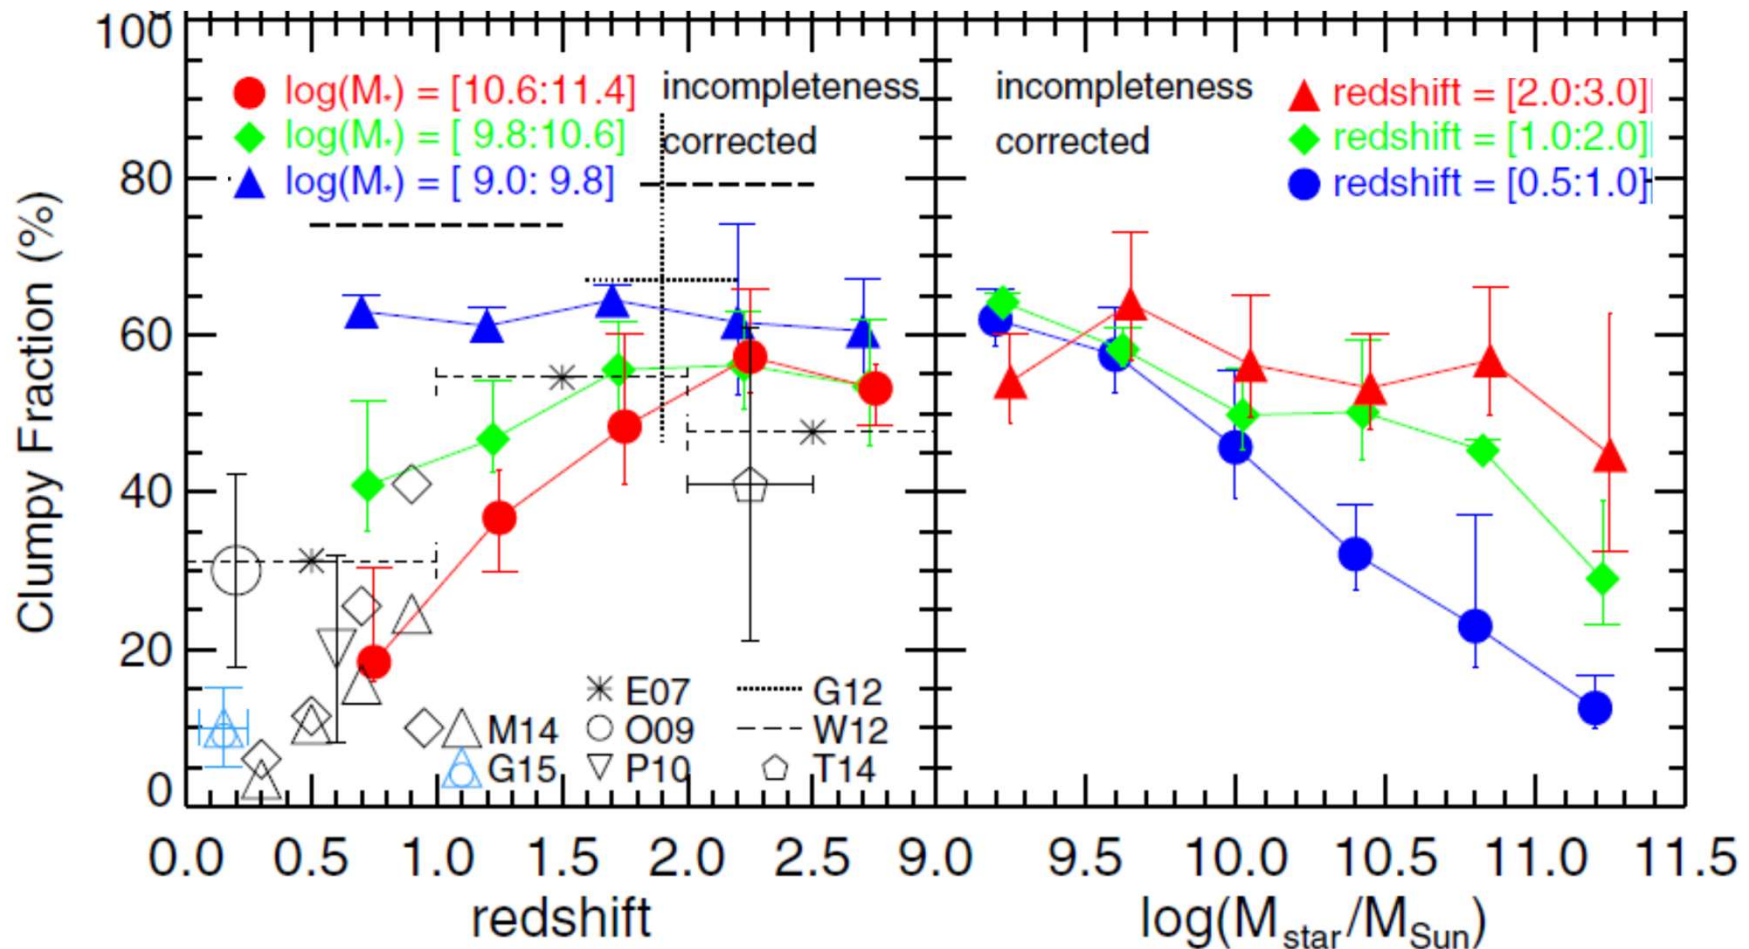 Clumpy Fraction (%)
100
80
60
40
20
0
log(M*) = [10.6:11.4]
log(M*) = [ 9.8:10.6]
log(M*) = [ 9.0: 9.8]
incompleteness
corrected
E07
O09
P10
M14
G15
G12
W12
T14
0.0 0.5 1.0 1.5 2.0 2.5 9.0 9.5 10.0 10.5 11.0 11.5
redshift
incompleteness
corrected
redshift = [2.0:3.0]
redshift = [1.0:2.0]
redshift = [0.5:1.0]
log(Mstar/MSun)